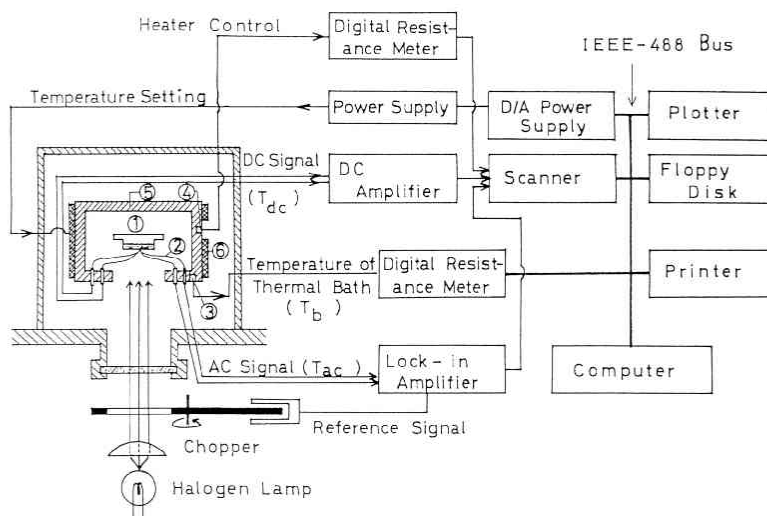 Heater Control
Digital Resist-
ance Meter
IEEE-488 Bus
Temperature Setting
Power Supply
D/A Power
Supply
Plotter
DC Signal
(Tdc)
DC
Amplifier
Scanner
Floppy
Disk
⑤
④
①
②
⑥
③
Temperature of
Thermal Bath
(Tb)
Digital Resist-
ance Meter
Printer
AC Signal (Tac)
Lock-in
Amplifier
Computer
Reference Signal
Chopper
Halogen Lamp